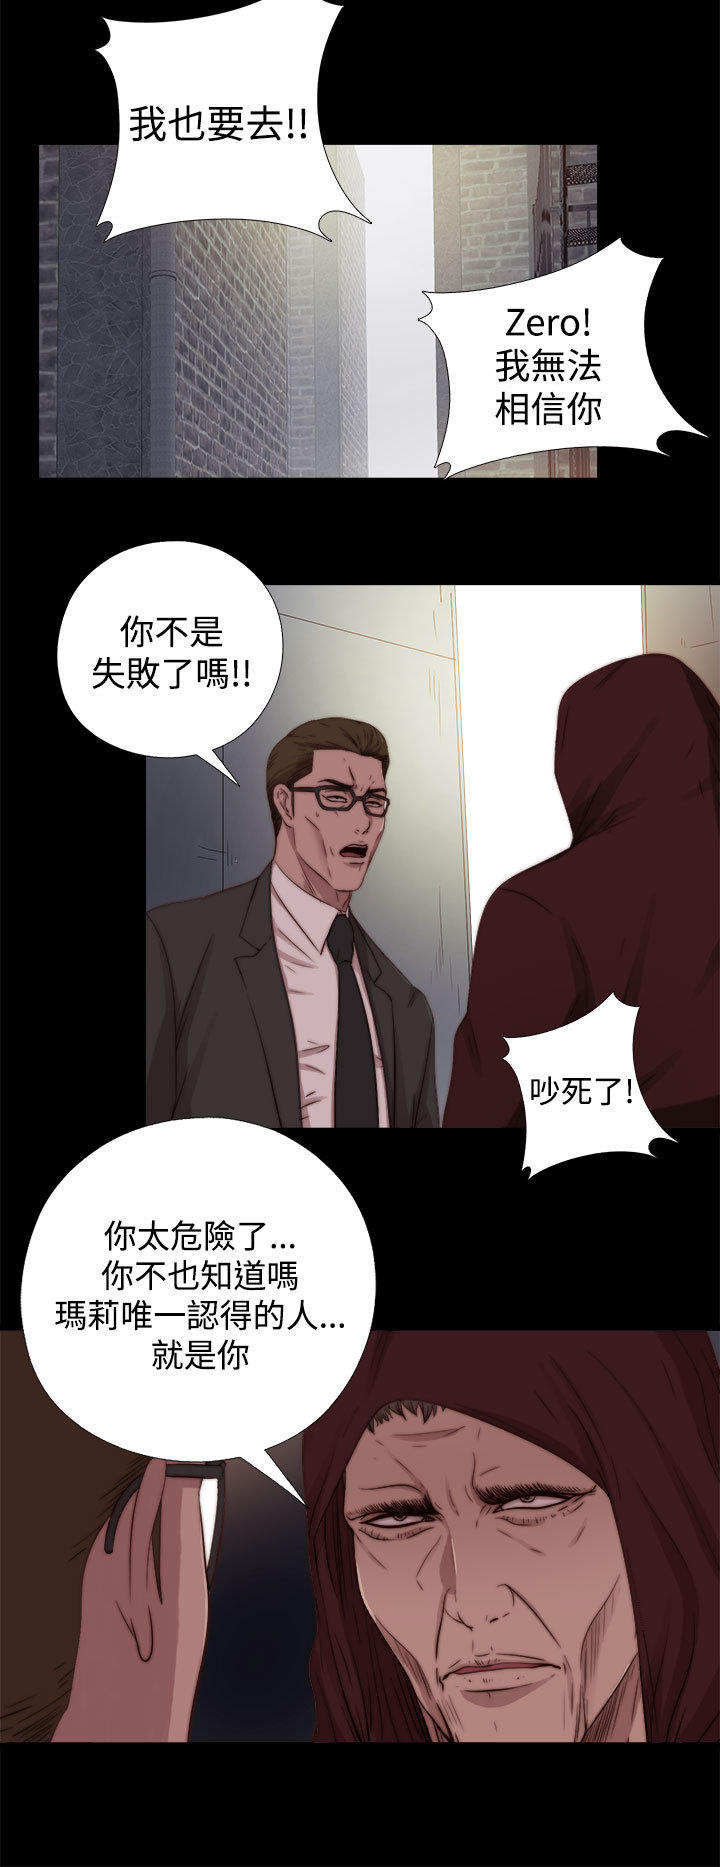 我也要去!!
Zero!
我無法
相信你
你不是
失敗了嗎!!
吵死了!
你太危險了...
你不也知道嗎
瑪莉唯一認得的人...
就是你